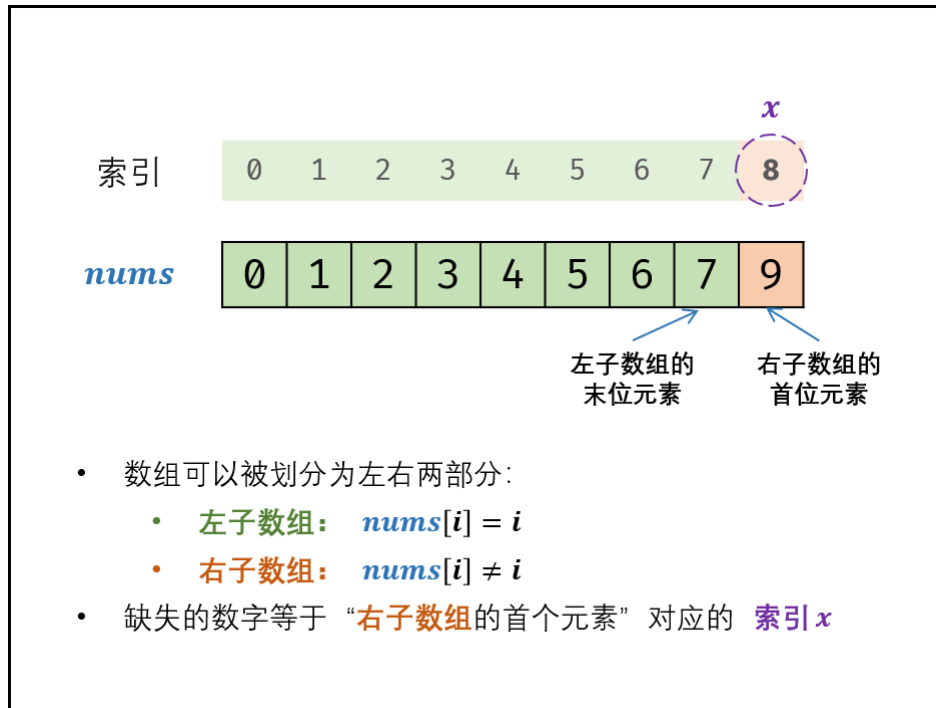 x
索引 0 1 2 3 4 5 6 7 8
nums 0 1 2 3 4 5 6 7 9
左子数组的
末位元素
右子数组的
首位元素
• 数组可以被划分为左右两部分:
• 左子数组： nums[i] = i
• 右子数组： nums[i] ≠ i
• 缺失的数字等于 “右子数组的首个元素” 对应的 索引 x